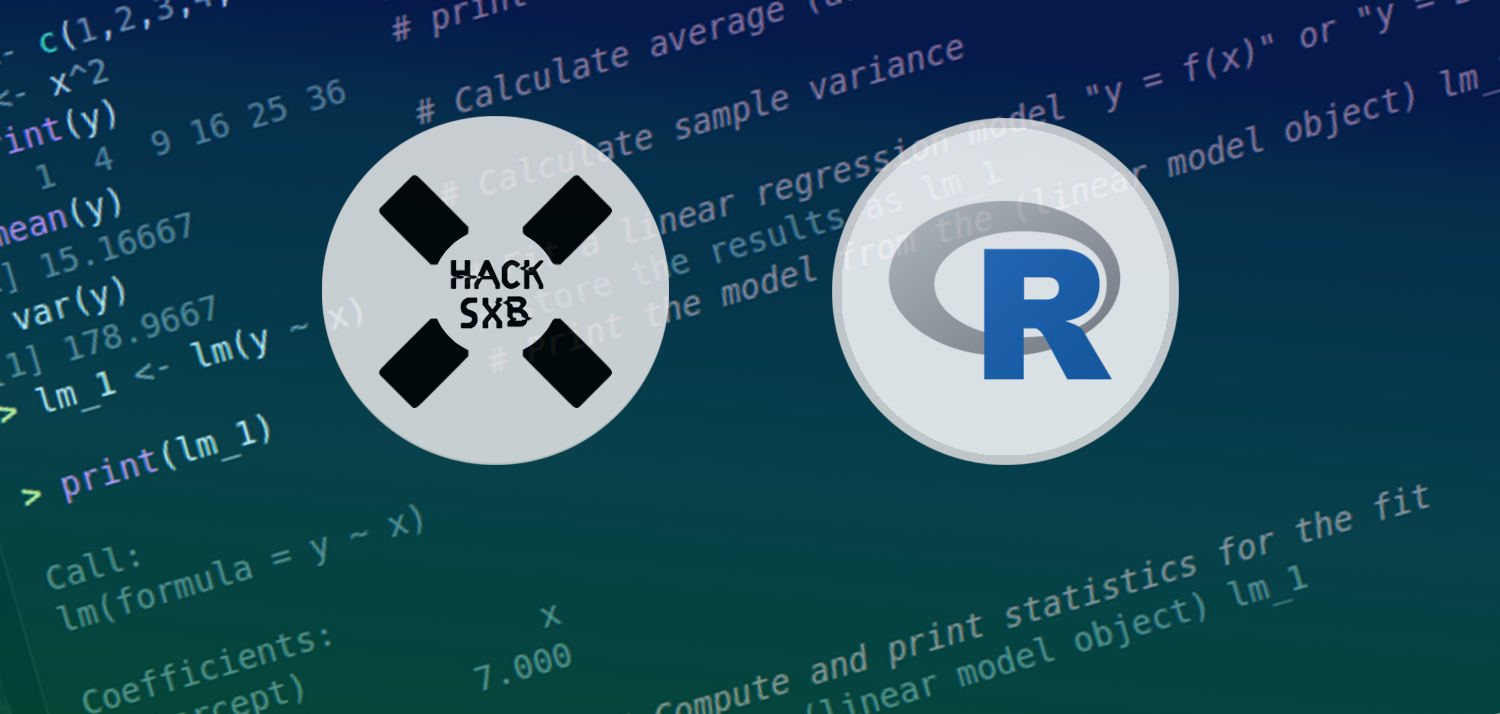 <- c(1,2,3,4,
# print
<- x^2
# Calculate average (a
int(y)
# Calculate sample variance
1 4 9 16 25 36
a linear regression model "y = f(x)" or "y =
mean(y)
store the results as lm_1
] 15.16667
# Print the model from the (linear model object) lm_
var(y)
[1] 178.9667
> lm_1 <- lm(y ~ x)
> print(lm_1)
HACK
SXB
R
Call:
lm(formula = y ~ x)
# Compute and print statistics for the fit
(linear model object) lm_1
Coefficients:
x
rcept)
7.000